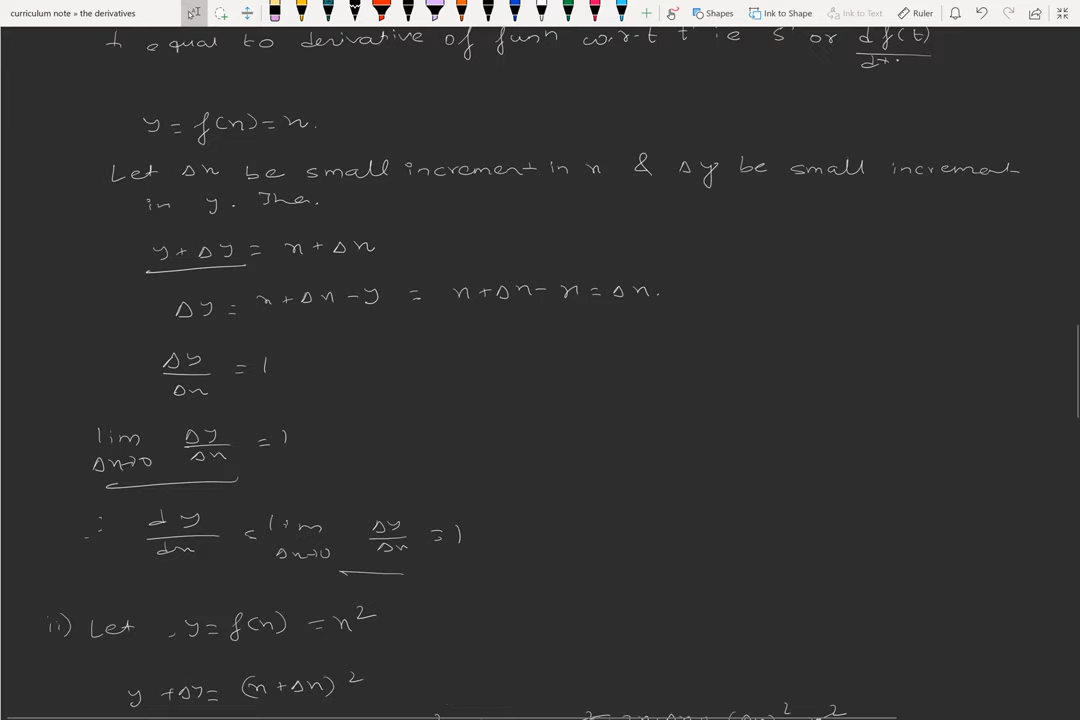 curriculum note » the derivatives
Shapes Ink to Shape Ink to Text Ruler
equal to derivative of w.r.t t i.e S' or df(t)/dt
y = f(x) = x.
Let Δx be small increment in x & Δy be small increment
in y. The.
y + Δy = x + Δx
Δy = x + Δx - y = x + Δx - x = Δx.
Δy/Δx = 1
lim Δx→0 Δy/Δx = 1
∴ dy/dx = lim Δx→0 Δy/Δx = 1
ii) Let y = f(x) = x²
y + Δy = (x + Δx)²